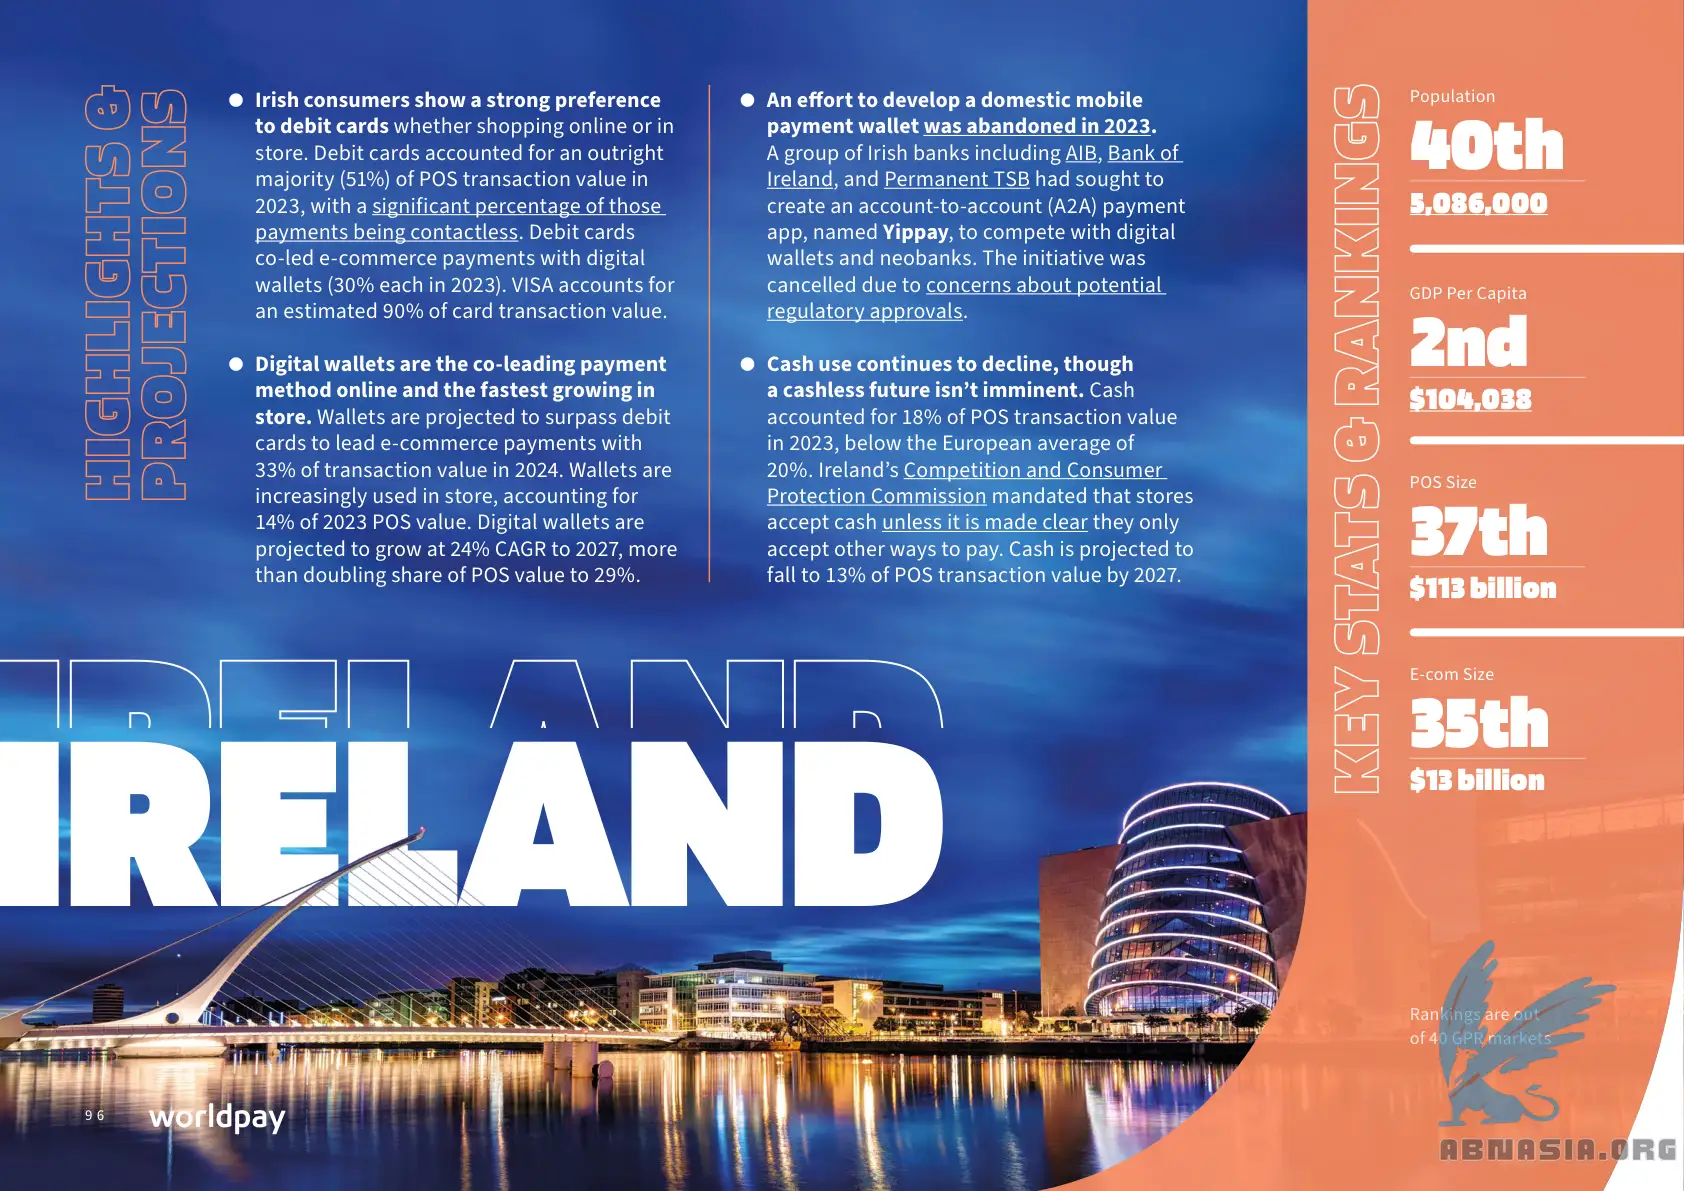 HIGHLIGHTS &
PROJECTIONS
Irish consumers show a strong preference
to debit cards whether shopping online or in
store. Debit cards accounted for an outright
majority (51%) of POS transaction value in
2023, with a significant percentage of those
payments being contactless. Debit cards
co-led e-commerce payments with digital
wallets (30% each in 2023). VISA accounts for
an estimated 90% of card transaction value.
Digital wallets are the co-leading payment
method online and the fastest growing in
store. Wallets are projected to surpass debit
cards to lead e-commerce payments with
33% of transaction value in 2024. Wallets are
increasingly used in store, accounting for
14% of 2023 POS value. Digital wallets are
projected to grow at 24% CAGR to 2027, more
than doubling share of POS value to 29%.
An effort to develop a domestic mobile
payment wallet was abandoned in 2023.
A group of Irish banks including AIB, Bank of
Ireland, and Permanent TSB had sought to
create an account-to-account (A2A) payment
app, named Yippay, to compete with digital
wallets and neobanks. The initiative was
cancelled due to concerns about potential
regulatory approvals.
Cash use continues to decline, though
a cashless future isn't imminent. Cash
accounted for 18% of POS transaction value
in 2023, below the European average of
20%. Ireland's Competition and Consumer
Protection Commission mandated that stores
accept cash unless it is made clear they only
accept other ways to pay. Cash is projected to
fall to 13% of POS transaction value by 2027.
KEY STATS & RANKINGS
Population
40th
5,086,000
GDP Per Capita
2nd
$104,038
POS Size
37th
$113 billion
E-com Size
35th
$13 billion
Rankings are out
of 40 GPR markets
IRELAND
IRELAND
96
worldpay
ABNASIA.ORG